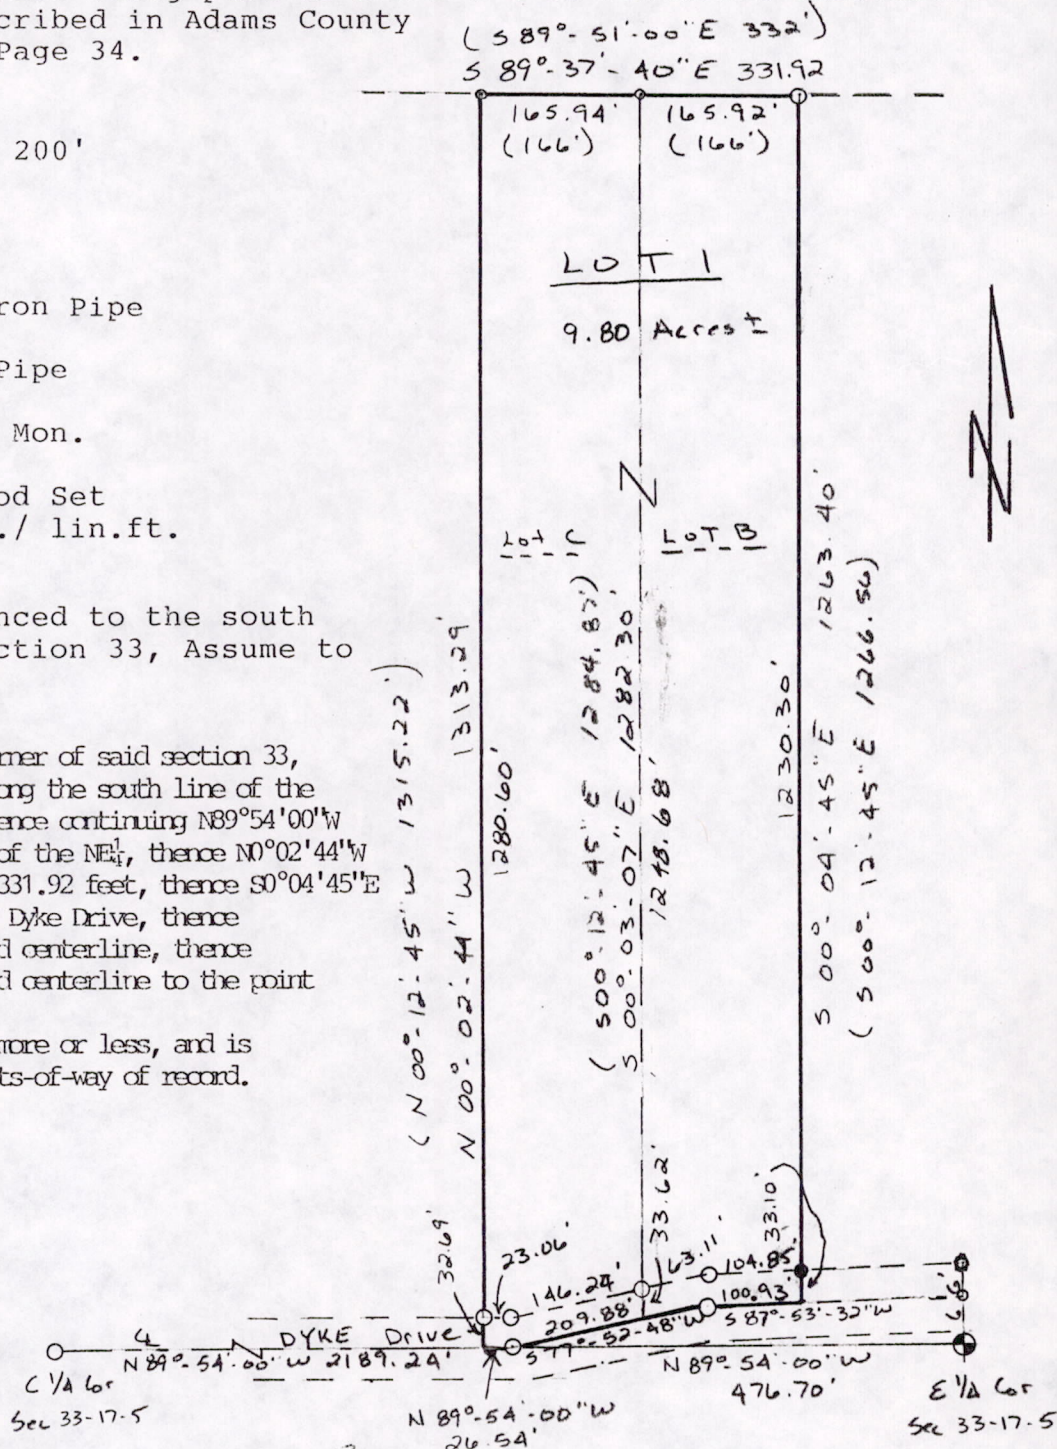 cribed in Adams County
Page 34.
200'
ron Pipe
Pipe
Mon.
od Set
./ lin.ft.
nced to the south
ction 33, Assume to
rner of said section 33,
ong the south line of the
ence continuing N89°54'00"W
of the NE¼, thence N0°02'44"W
331.92 feet, thence S0°04'45"E
Dyke Drive, thence
d centerline, thence
d centerline to the point
more or less, and is
ts-of-way of record.
(S 89°-51'-00"E 332')
S 89°-37'-40"E 331.92
165.94' 165.92'
(166') (166')
LOT 1
9.80 Acres ±
N
N
Lot C LOT B
(N 00°-12'-45"W 1315.22')
N 00°-02'-44"W 1313.29'
1280.60'
(S00°-12'-45"E 1284.87')
S 00°-03'-07"E 1282.30'
1248.68'
1230.30'
S 00°-04'-45"E 1263.40'
(S00°-12'-45"E 1266.56)
32.69'
23.06'
146.24'
33.62'
63.11'
33.10'
104.85'
66'
209.88'
100.93'
S 77°-52'-48"W
S 87°-53'-32"W
DYKE Drive
N 89°-54'-00"W 2189.24'
N 89°-54'-00"W
476.70'
C 1/4 Cor
Sec 33-17-5
N 89°-54'-00"W
26.54'
E 1/4 Cor
Sec 33-17-5